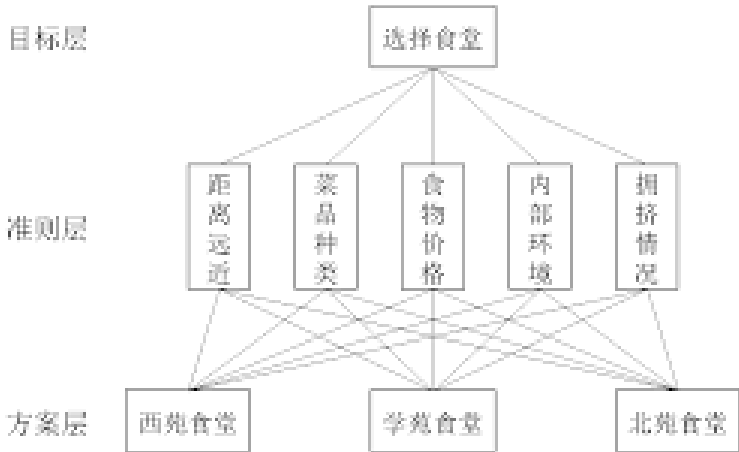 目标层
选择食堂
准则层
距离远近
菜品种类
食物价格
内部环境
拥挤情况
方案层
西苑食堂
学苑食堂
北苑食堂